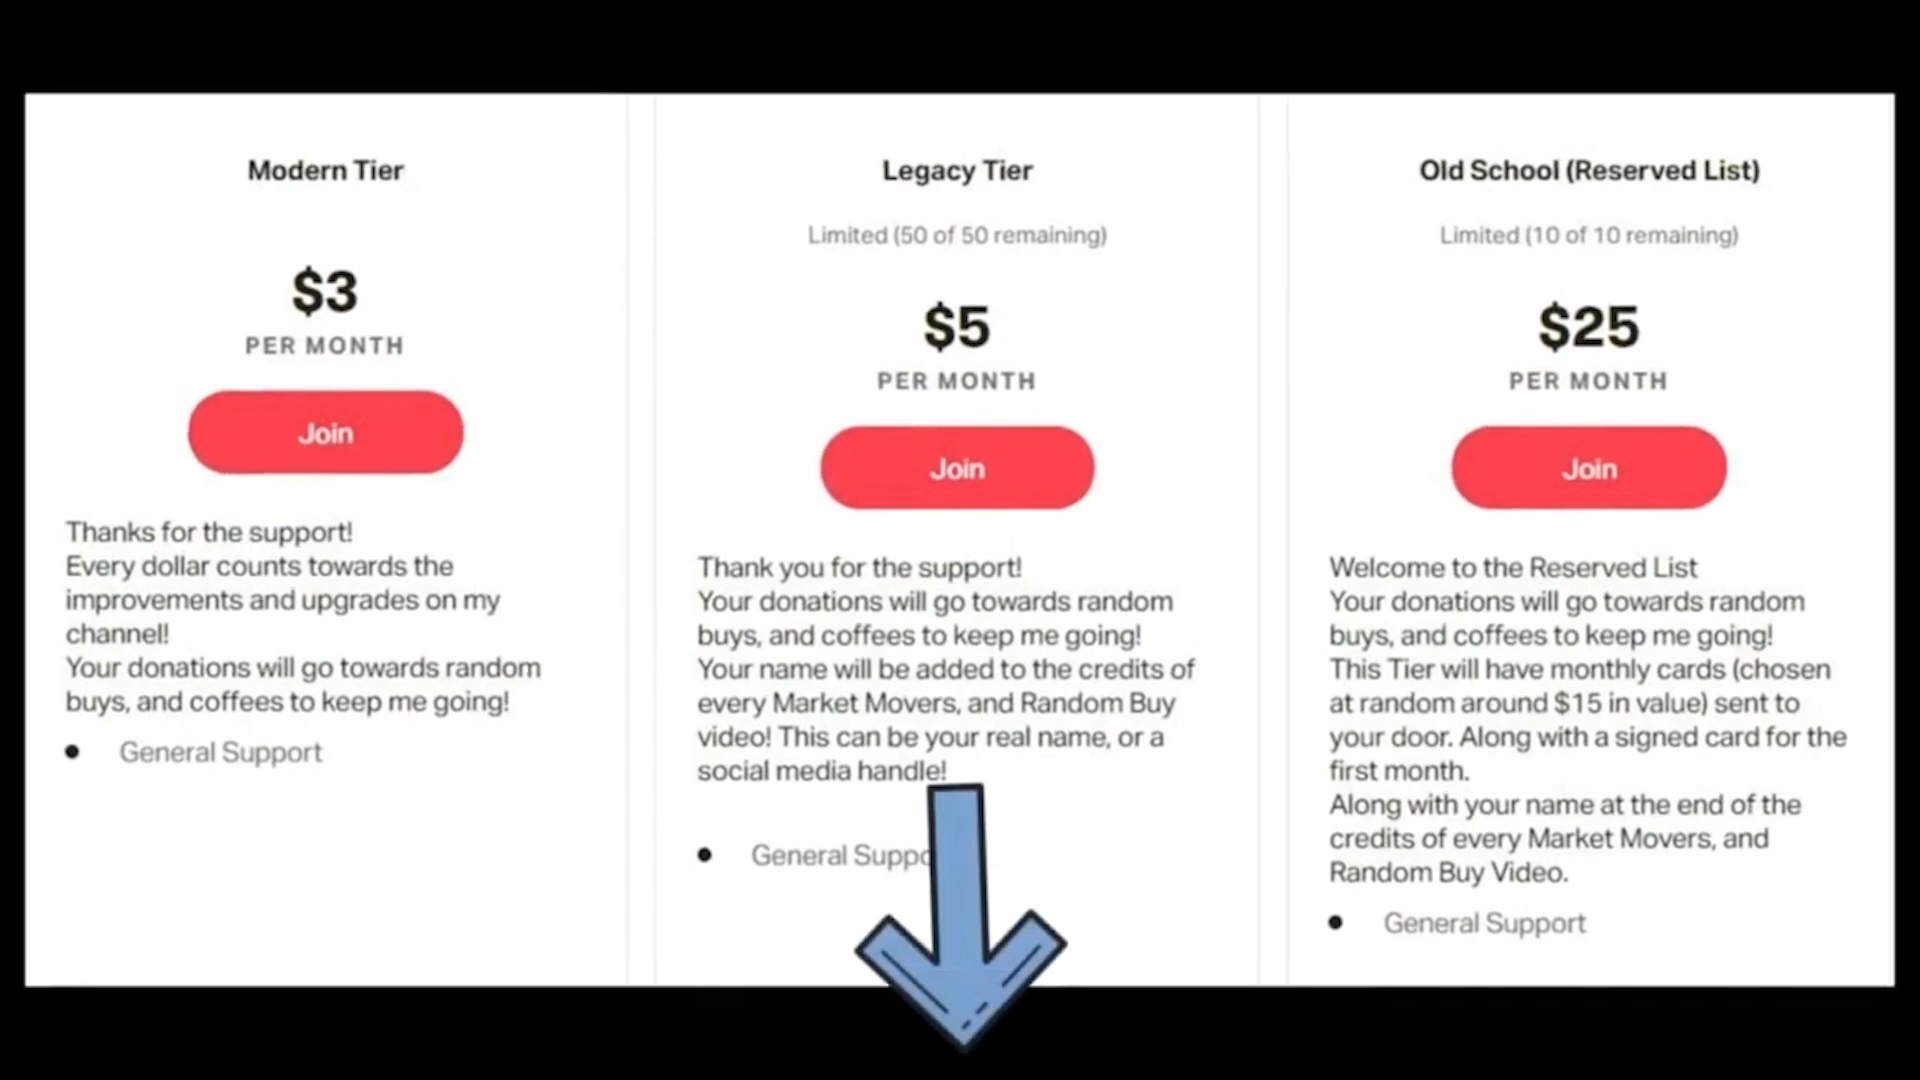 Modern Tier
$3
PER MONTH
Join
Thanks for the support!
Every dollar counts towards the
improvements and upgrades on my
channel!
Your donations will go towards random
buys, and coffees to keep me going!
General Support
Legacy Tier
Limited (50 of 50 remaining)
$5
PER MONTH
Join
Thank you for the support!
Your donations will go towards random
buys, and coffees to keep me going!
Your name will be added to the credits of
every Market Movers, and Random Buy
video! This can be your real name, or a
social media handle!
General
Old School (Reserved List)
Limited (10 of 10 remaining)
$25
PER MONTH
Join
Welcome to the Reserved List
Your donations will go towards random
buys, and coffees to keep me going!
This Tier will have monthly cards (chosen
at random around $15 in value) sent to
your door. Along with a signed card for the
first month.
Along with your name at the end of the
credits of every Market Movers, and
Random Buy Video.
General Support